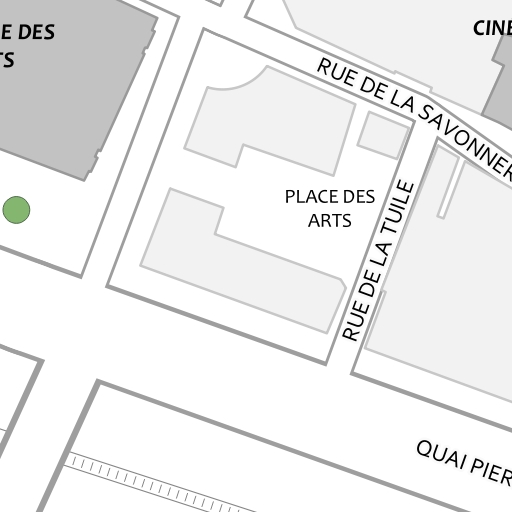 E DES
TS
CINE
RUE DE LA SAVONNER
PLACE DES
ARTS
RUE DE LA TUILE
QUAI PIER